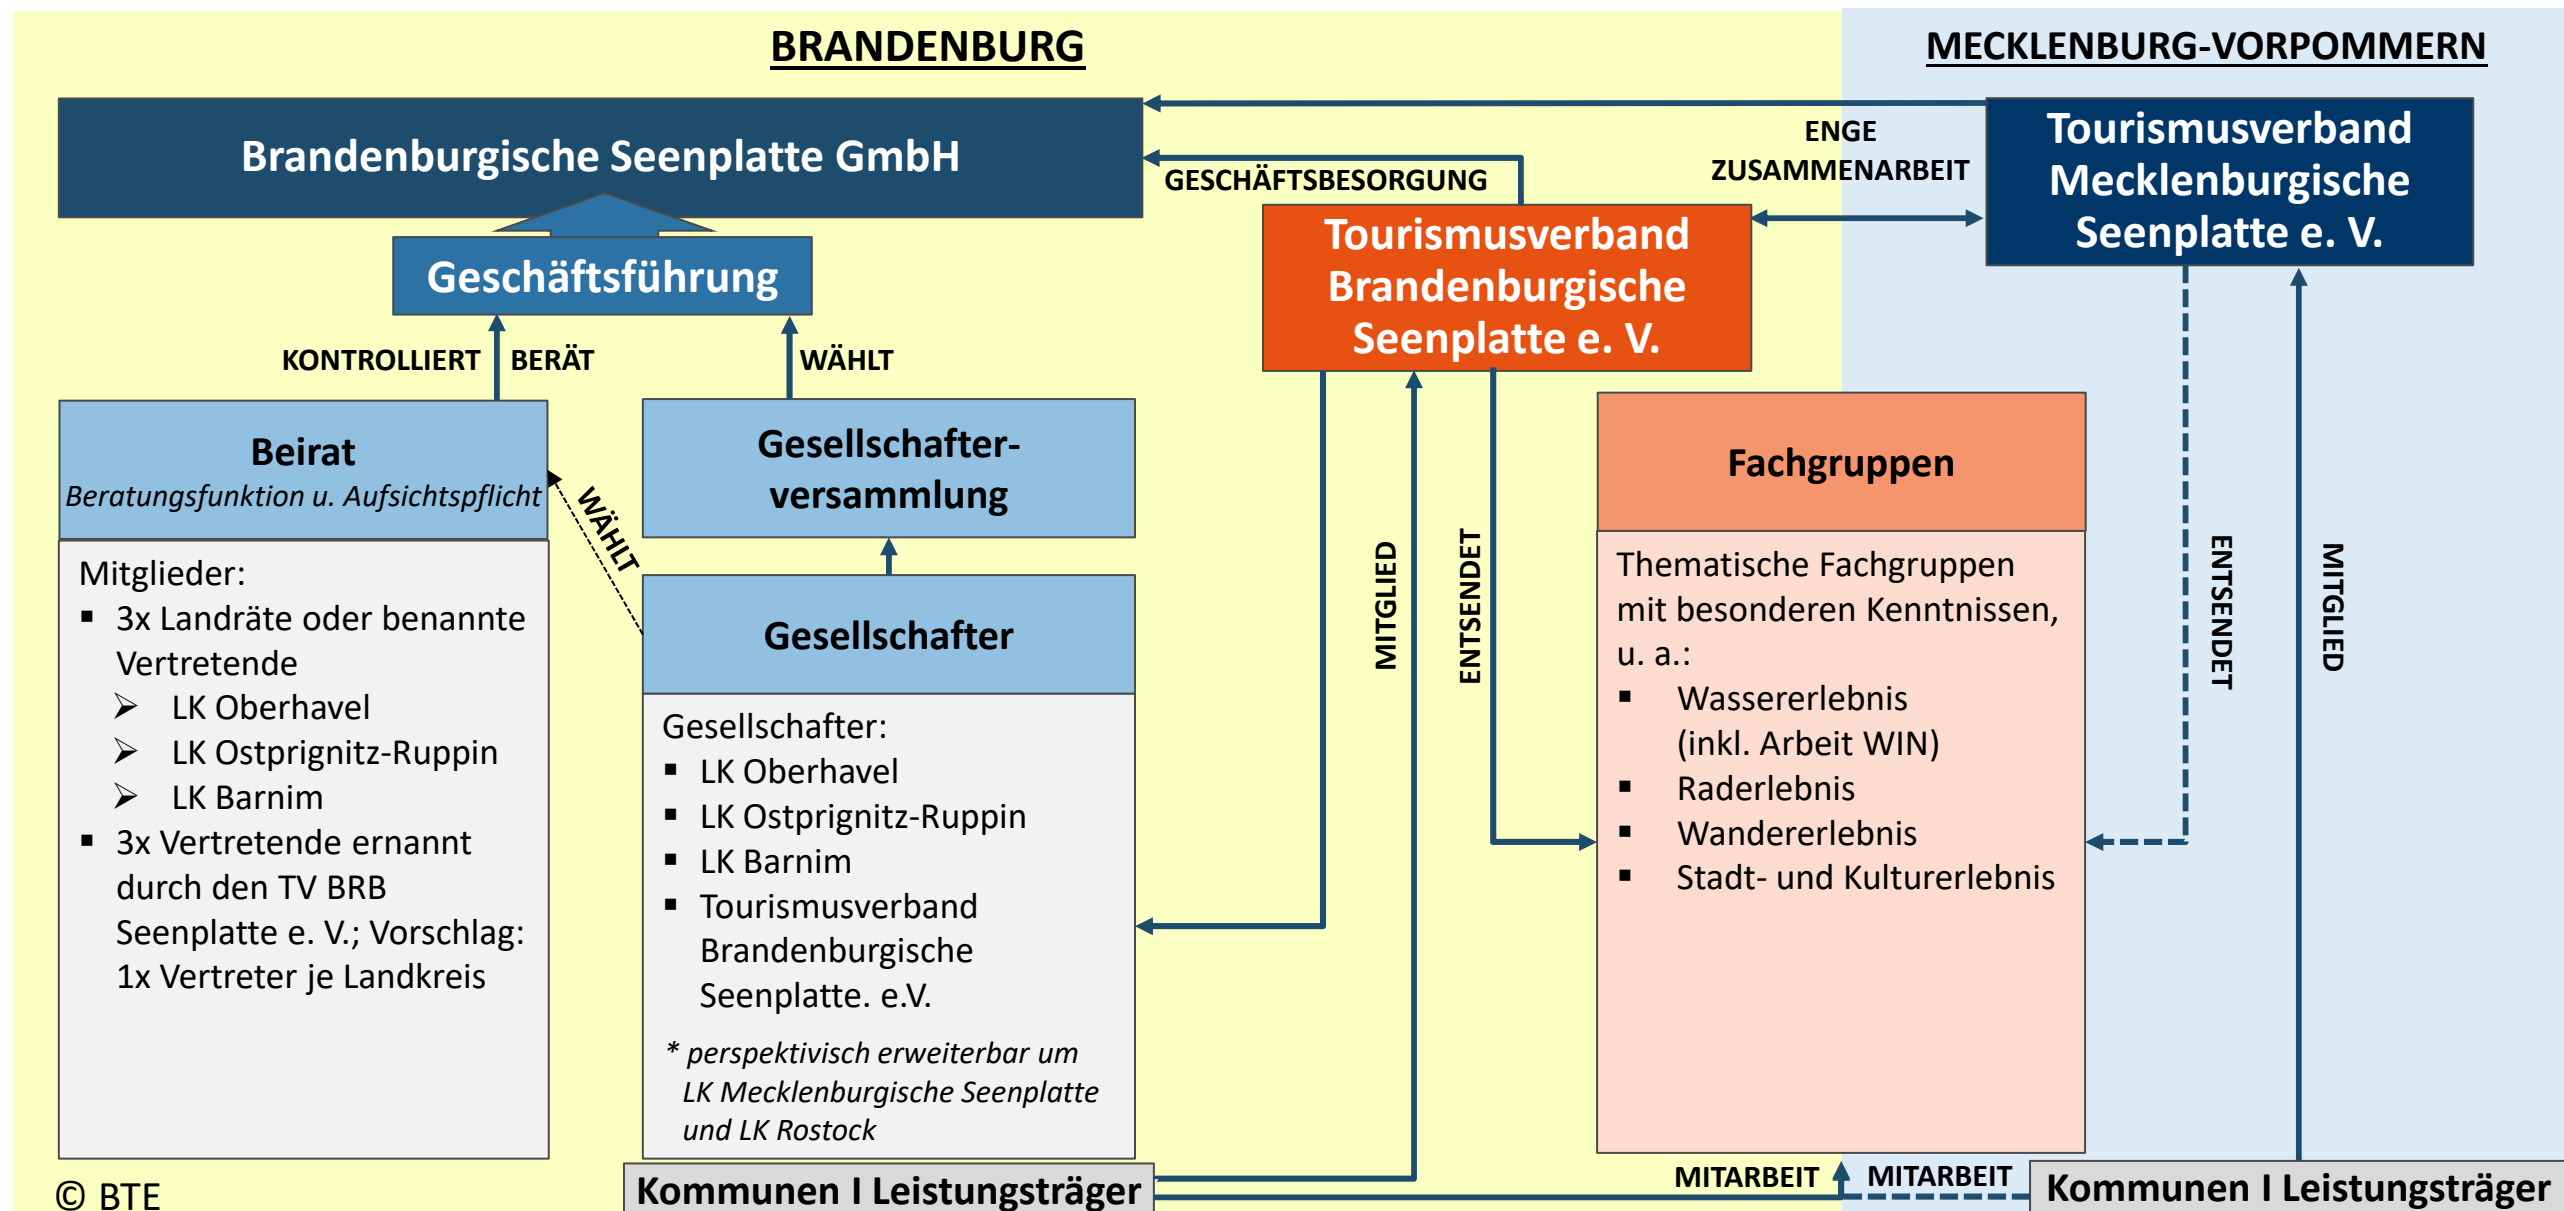 BRANDENBURG
MECKLENBURG-VORPOMMERN
Brandenburgische Seenplatte GmbH
ENGE
ZUSAMMENARBEIT
Tourismusverband
Mecklenburgische
Seenplatte e. V.
GESCHÄFTSBESORGUNG
Tourismusverband
Brandenburgische
Seenplatte e. V.
Geschäftsführung
KONTROLLIERT
BERÄT
WÄHLT
Beirat
Beratungsfunktion u. Aufsichtspflicht
Mitglieder:
▪ 3x Landräte oder benannte
Vertretende
➢ LK Oberhavel
➢ LK Ostprignitz-Ruppin
➢ LK Barnim
▪ 3x Vertretende ernannt
durch den TV BRB
Seenplatte e. V.; Vorschlag:
1x Vertreter je Landkreis
WÄHLT
Gesellschafter-
versammlung
Gesellschafter
Gesellschafter:
▪ LK Oberhavel
▪ LK Ostprignitz-Ruppin
▪ LK Barnim
▪ Tourismusverband
Brandenburgische
Seenplatte. e.V.
* perspektivisch erweiterbar um
LK Mecklenburgische Seenplatte
und LK Rostock
MITGLIED
ENTSENDET
Fachgruppen
Thematische Fachgruppen
mit besonderen Kenntnissen,
u. a.:
▪ Wassererlebnis
(inkl. Arbeit WIN)
▪ Raderlebnis
▪ Wandererlebnis
▪ Stadt- und Kulturerlebnis
ENTSENDET
MITGLIED
© BTE
Kommunen I Leistungsträger
MITARBEIT
MITARBEIT
Kommunen I Leistungsträger